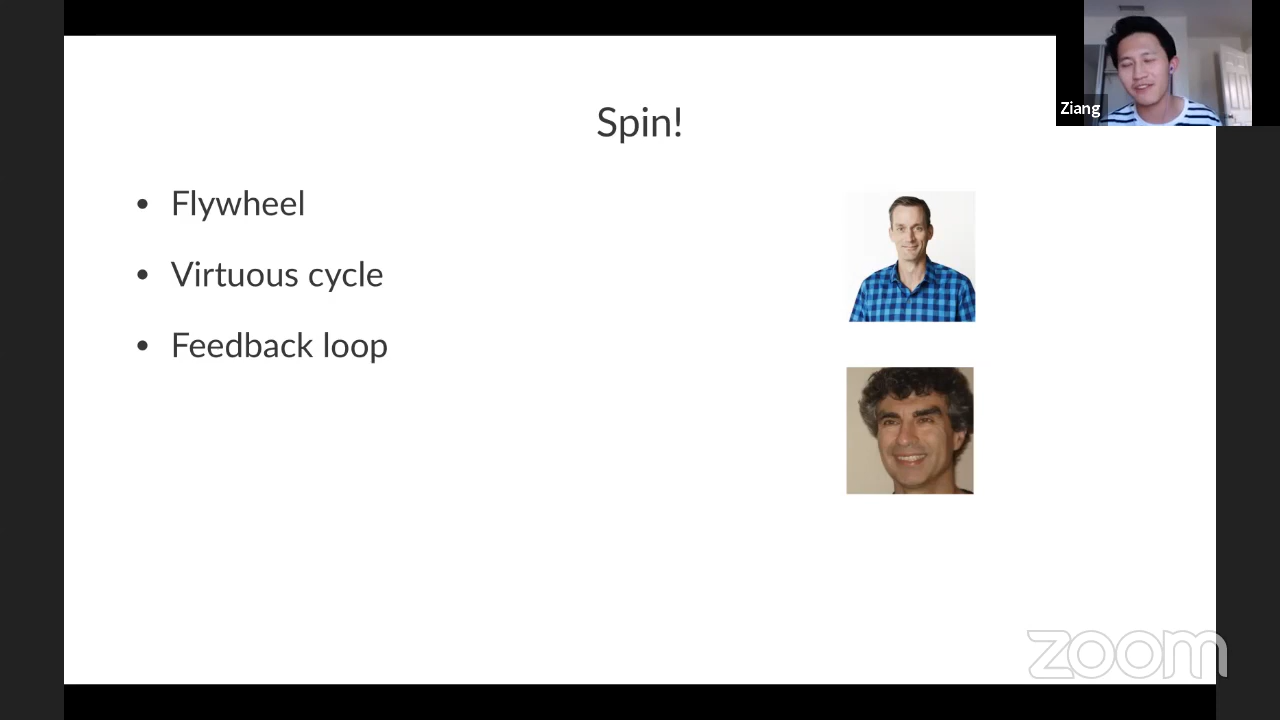 Spin!
Ziang
• Flywheel
• Virtuous cycle
• Feedback loop
zoom